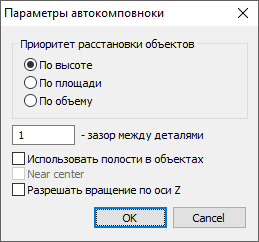 Параметры автокомповноки
Приоритет расстановки объектов
По высоте
По площади
По объему
1 - зазор между деталями
Использовать полости в объектах
Near center
Разрешать вращение по оси Z
OK Cancel